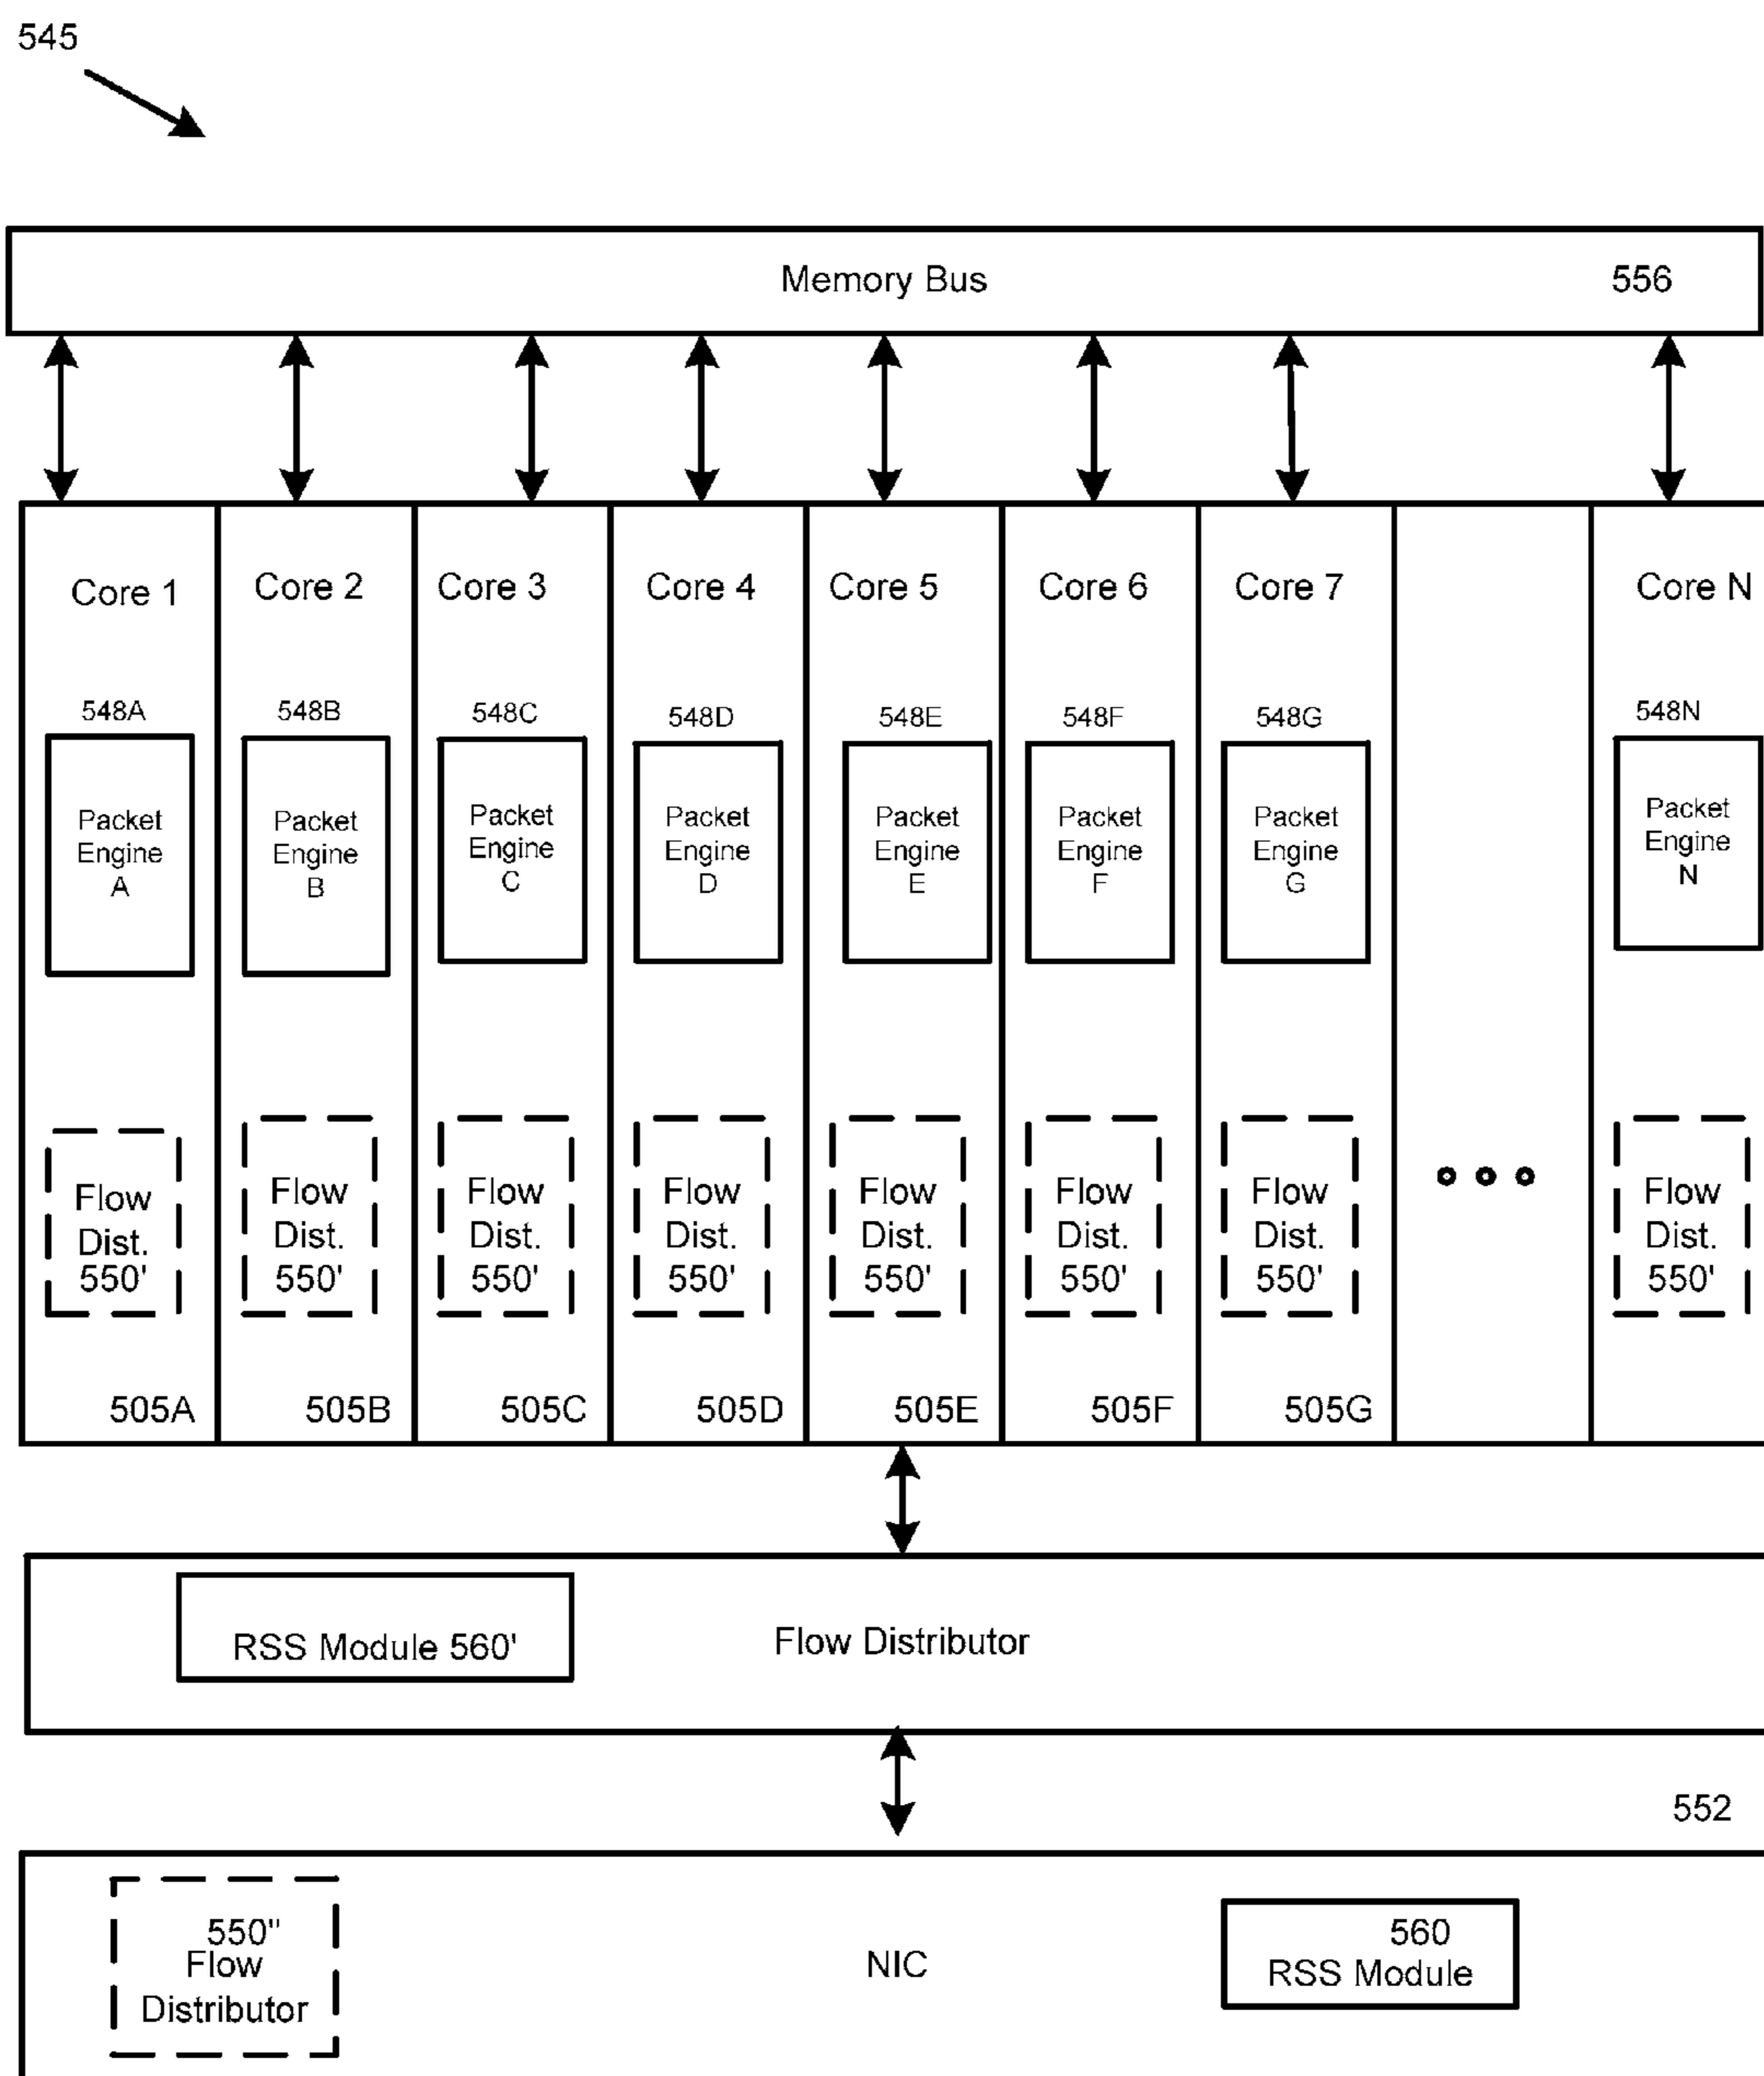 545
Memory Bus 556
Core 1 Core 2 Core 3 Core 4 Core 5 Core 6 Core 7 Core N
548A 548B 548C 548D 548E 548F 548G 548N
Packet Packet Packet Packet Packet Packet Packet Packet
Engine Engine Engine Engine Engine Engine Engine Engine
A B C D E F G N
Flow Flow Flow Flow Flow Flow Flow Flow
Dist. Dist. Dist. Dist. Dist. Dist. Dist. Dist.
550' 550' 550' 550' 550' 550' 550' 550'
505A 505B 505C 505D 505E 505F 505G
RSS Module 560' Flow Distributor
552
550"
Flow
Distributor
NIC
560
RSS Module